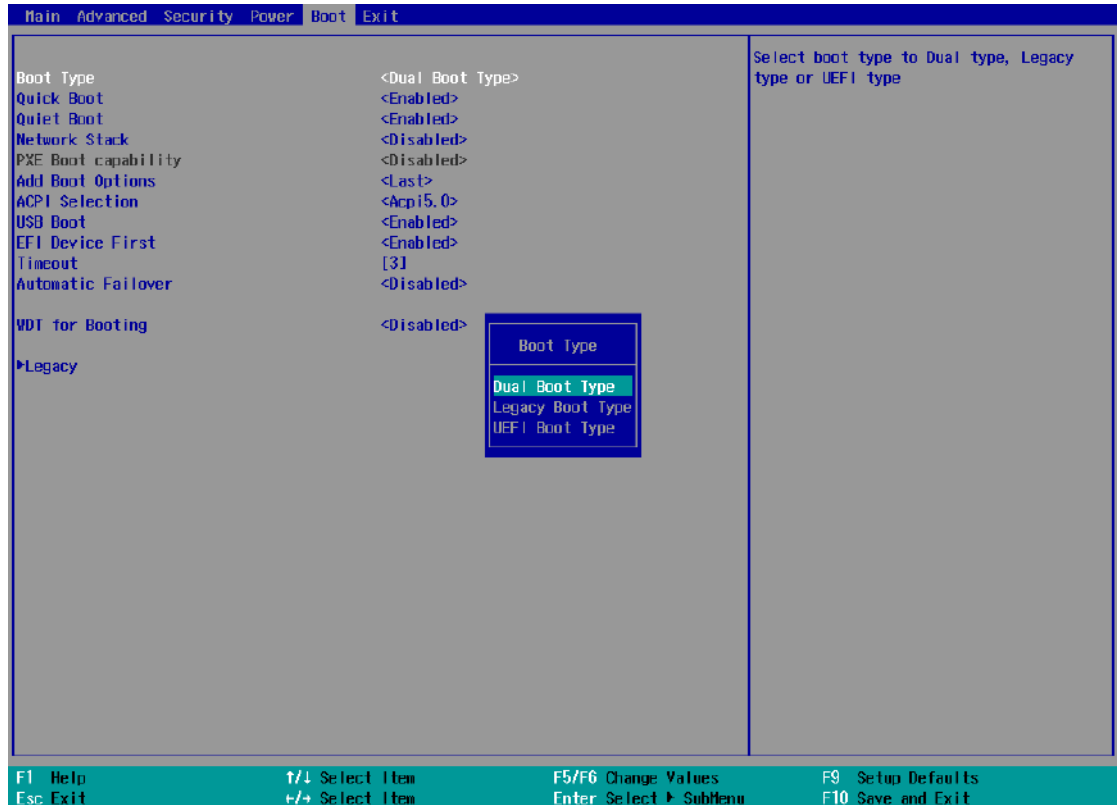 Main Advanced Security Power Boot Exit
Select boot type to Dual type, Legacy
type or UEFI type
Boot Type <Dual Boot Type>
Quick Boot <Enabled>
Quiet Boot <Enabled>
Network Stack <Disabled>
PXE Boot capability <Disabled>
Add Boot Options <Last>
ACPI Selection <Acpi5.0>
USB Boot <Enabled>
EFI Device First <Enabled>
Timeout [3]
Automatic Failover <Disabled>
WDT for Booting <Disabled>
▶Legacy
Boot Type
Dual Boot Type
Legacy Boot Type
UEFI Boot Type
F1 Help ↑/↓ Select Item F5/F6 Change Values F9 Setup Defaults
Esc Exit ←/→ Select Item Enter Select ▶ SubMenu F10 Save and Exit